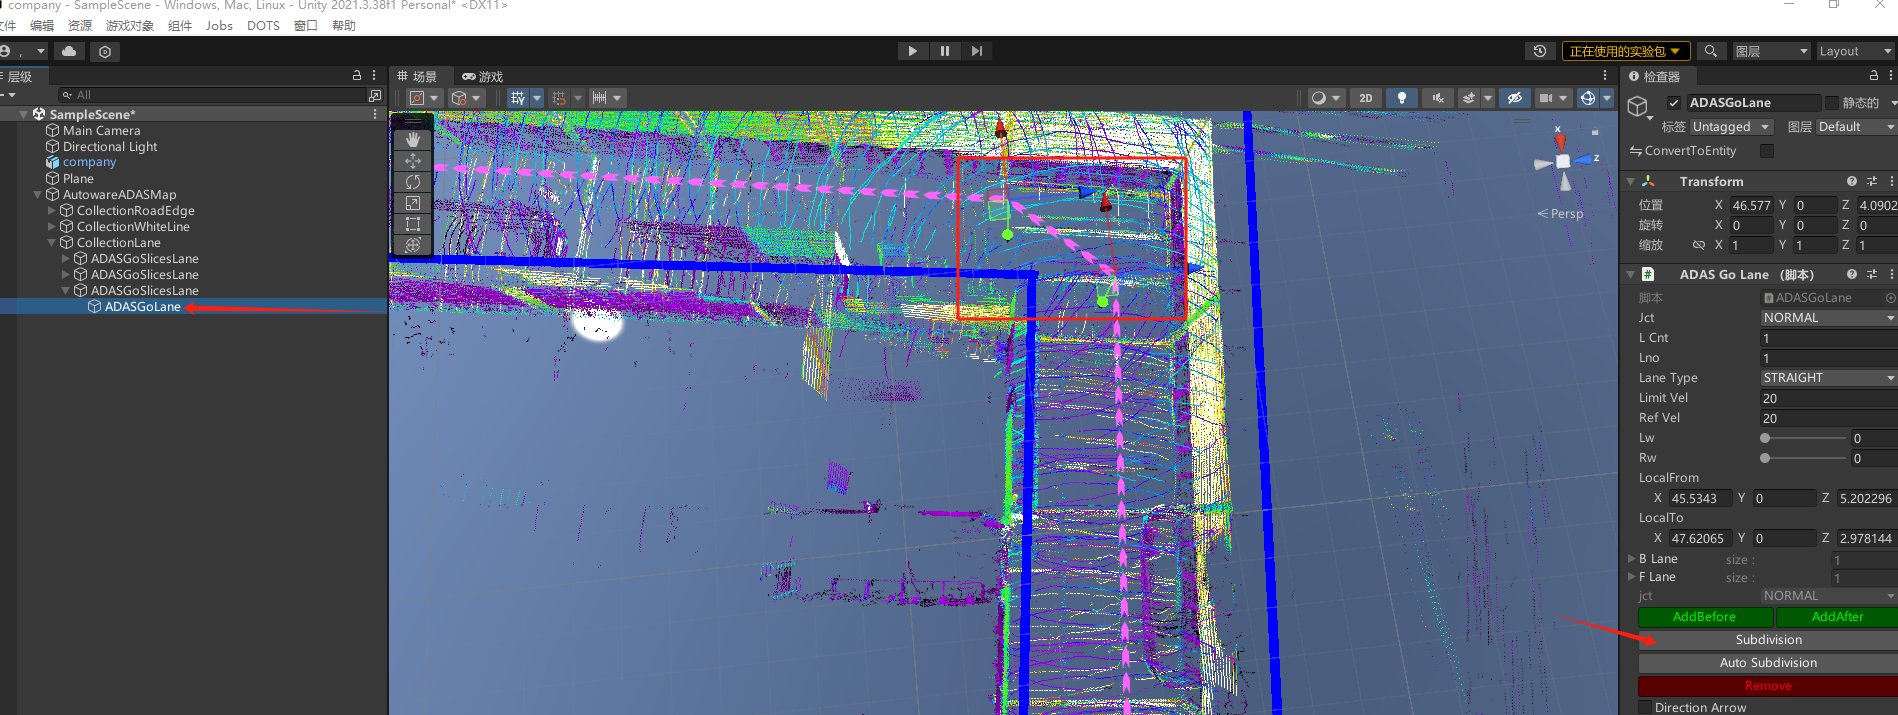 company - SampleScene - Windows, Mac, Linux - Unity 2021.3.38f1 Personal* <DX11>
文件 编辑 资源 游戏对象 组件 Jobs DOTS 窗口 帮助
正在使用的实验包 图层 Layout
层级
All
SampleScene*
Main Camera
Directional Light
company
Plane
AutowareADASMap
CollectionRoadEdge
CollectionWhiteLine
CollectionLane
ADASGoSlicesLane
ADASGoSlicesLane
ADASGoSlicesLane
ADASGoLane
场景 游戏
2D
x
z
Persp
检查器
ADASGoLane 静态的
标签 Untagged 图层 Default
ConvertToEntity
Transform
位置 X 46.577 Y 0 Z 4.0902
旋转 X 0 Y 0 Z 0
缩放 X 1 Y 1 Z 1
# ADAS Go Lane （脚本）
脚本 ADASGoLane
Jct NORMAL
L Cnt 1
Lno 1
Lane Type STRAIGHT
Limit Vel 20
Ref Vel 20
Lw 0
Rw 0
LocalFrom
X 45.5343 Y 0 Z 5.202296
LocalTo
X 47.62065 Y 0 Z 2.978144
B Lane size : 1
F Lane size : 1
jct NORMAL
AddBefore AddAfter
Subdivision
Auto Subdivision
Remove
Direction Arrow